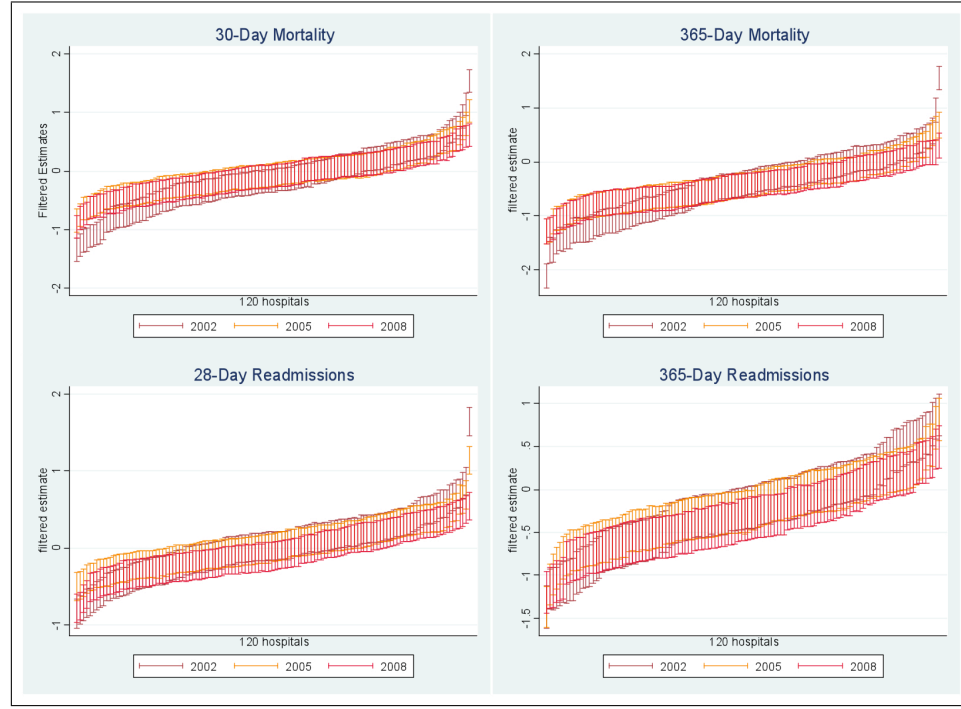 30-Day Mortality
Filtered Estimates
2
1
0
-1
-2
120 hospitals
2002 2005 2008
365-Day Mortality
filtered estimate
2
1
0
-1
-2
120 hospitals
2002 2005 2008
28-Day Readmissions
filtered estimate
2
1
0
-1
120 hospitals
2002 2005 2008
365-Day Readmissions
filtered estimate
1
.5
0
-.5
-1
-1.5
120 hospitals
2002 2005 2008